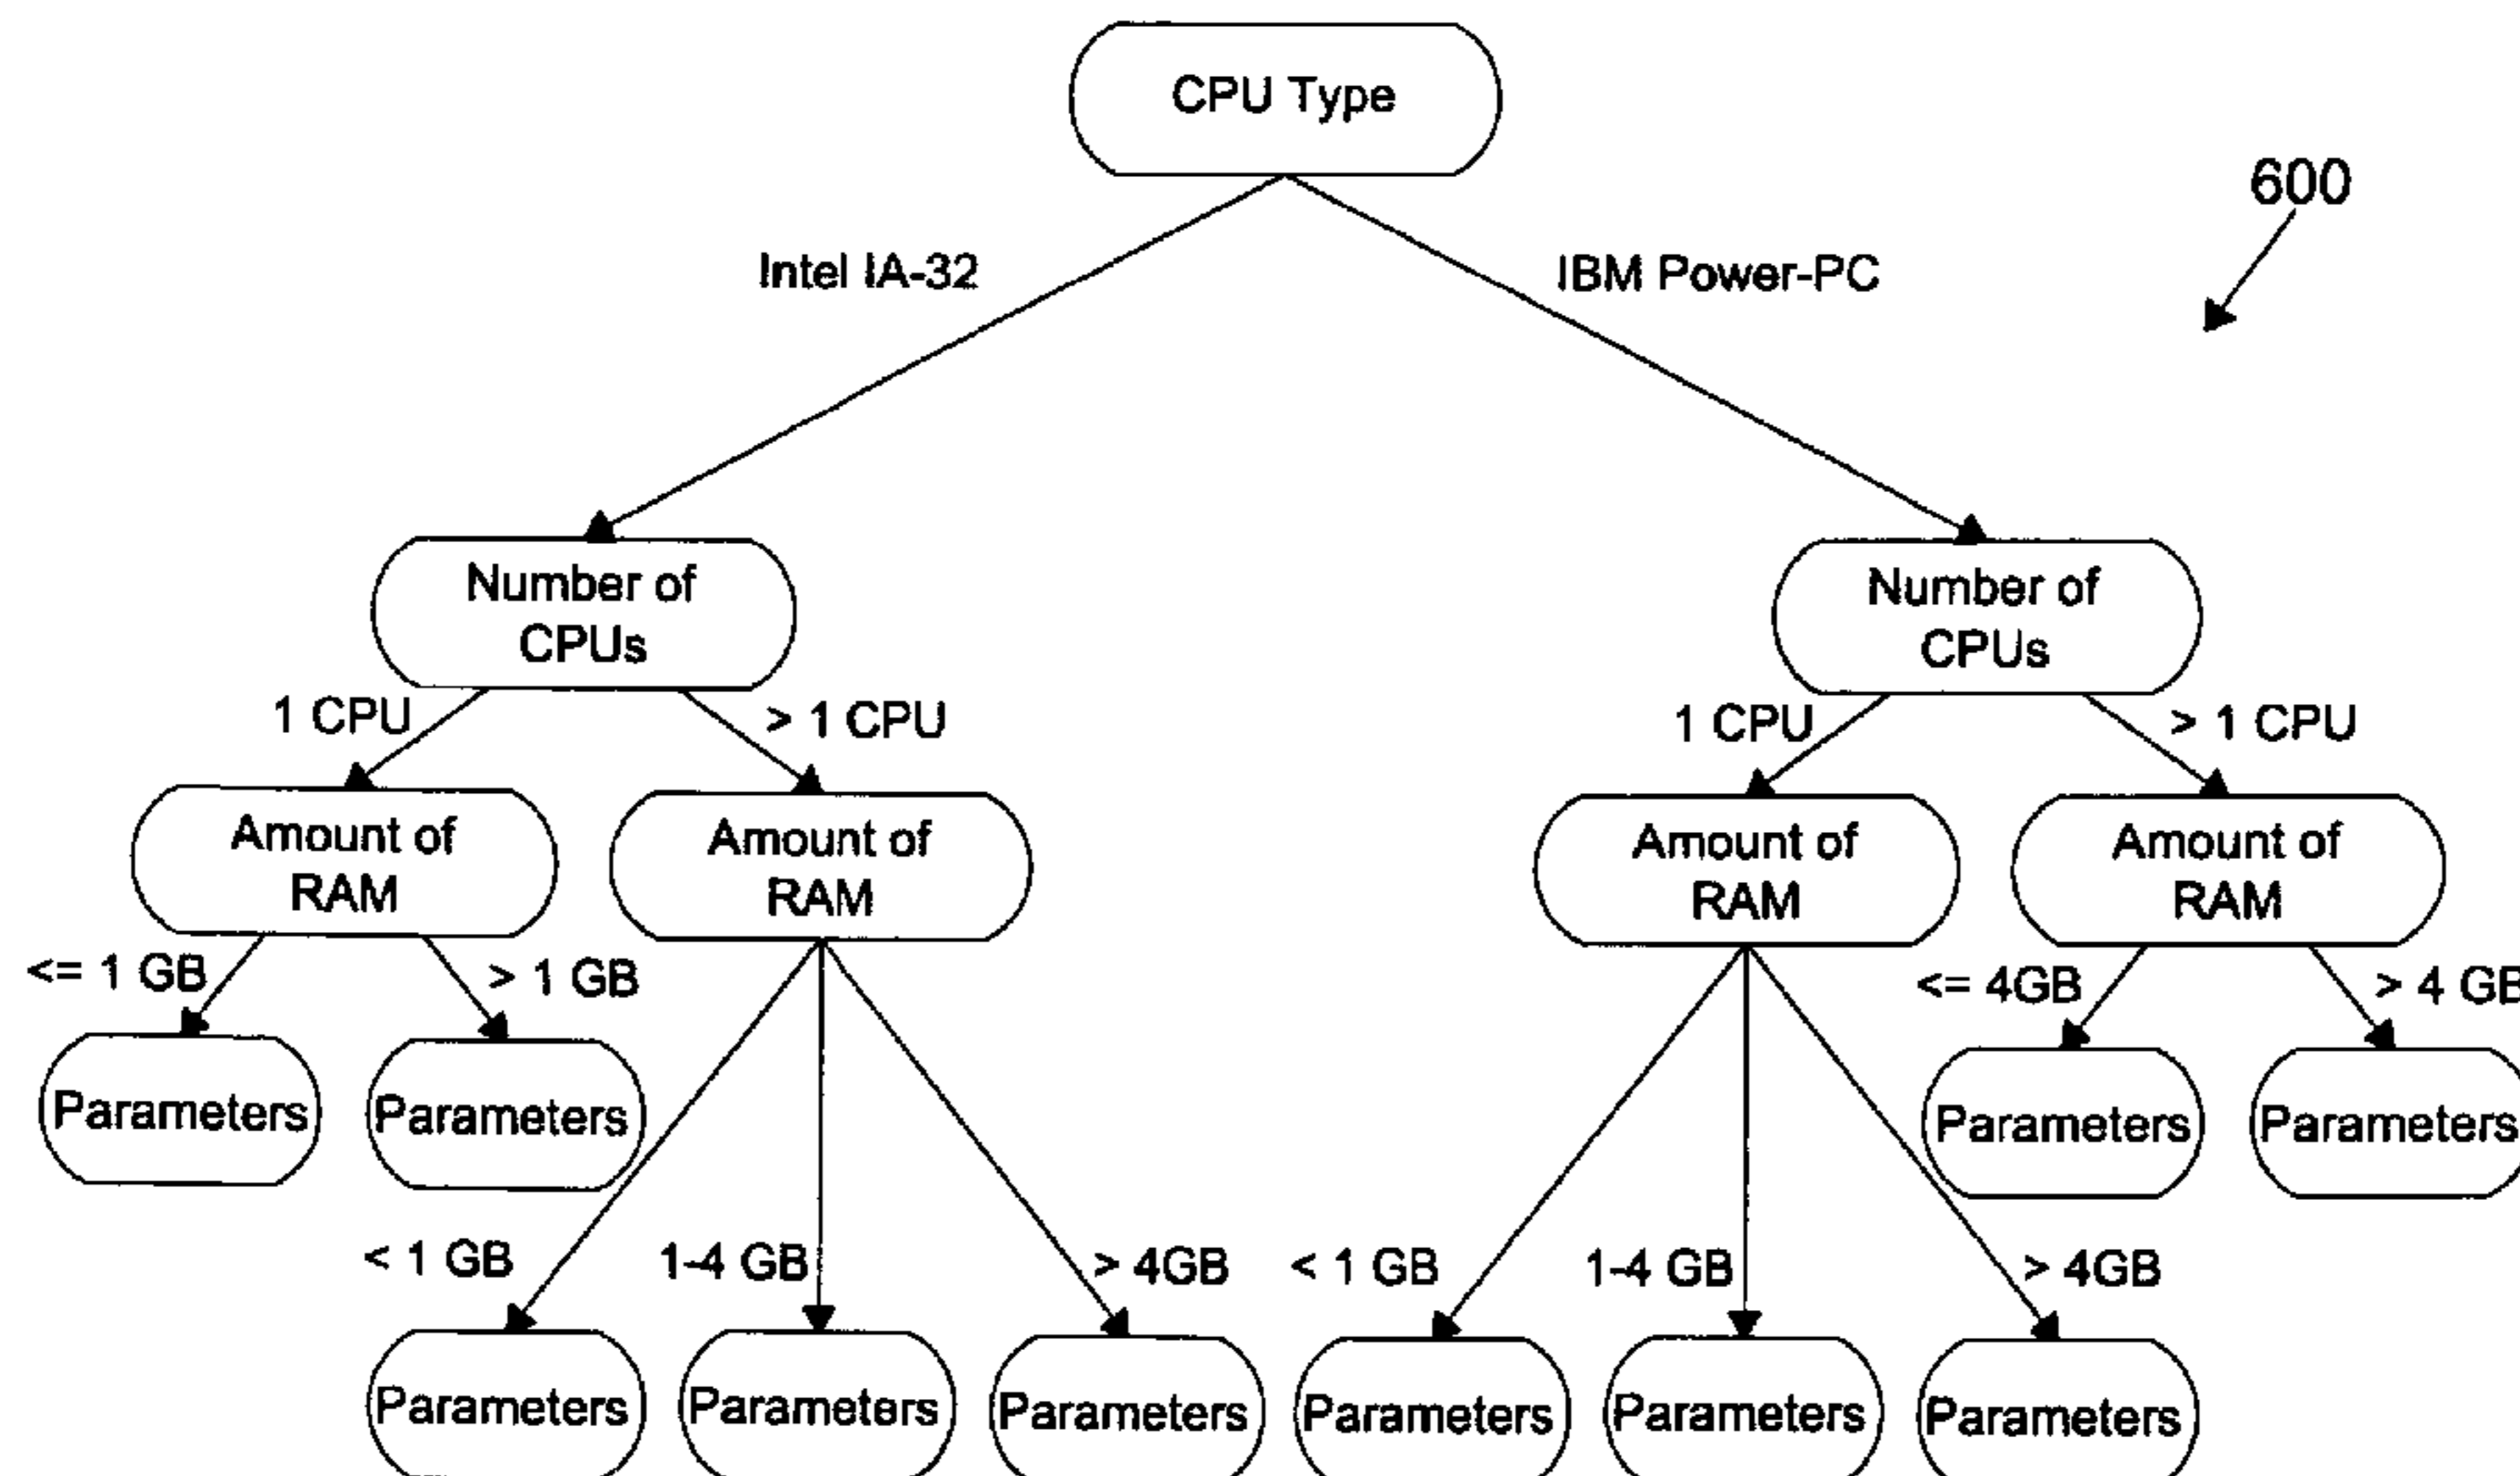 CPU Type
600
Intel IA-32
IBM Power-PC
Number of
CPUs
Number of
CPUs
1 CPU
> 1 CPU
1 CPU
> 1 CPU
Amount of
RAM
Amount of
RAM
Amount of
RAM
Amount of
RAM
<= 1 GB
> 1 GB
<= 4GB
> 4 GB
Parameters
Parameters
Parameters
Parameters
< 1 GB
1-4 GB
> 4GB
< 1 GB
1-4 GB
> 4GB
Parameters
Parameters
Parameters
Parameters
Parameters
Parameters